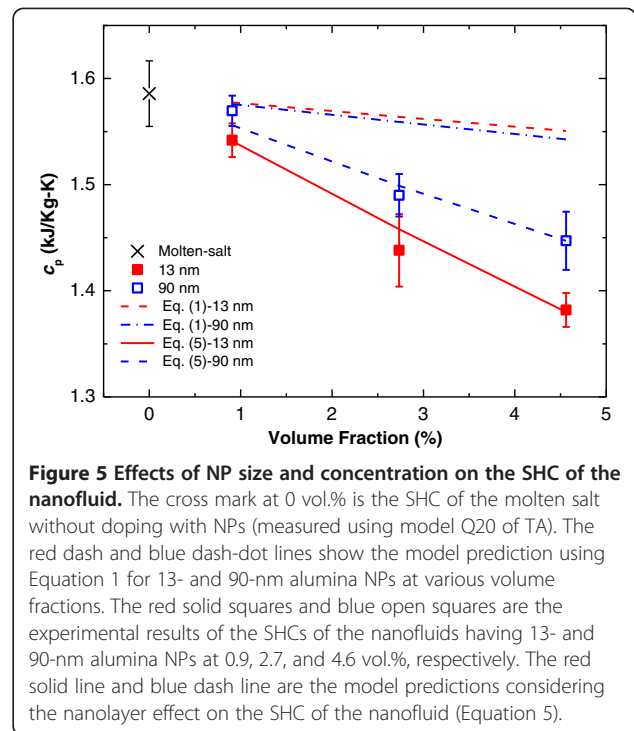 1.6
1.5
1.4
1.3
cp (kJ/Kg-K)
Molten-salt
13 nm
90 nm
Eq. (1)-13 nm
Eq. (1)-90 nm
Eq. (5)-13 nm
Eq. (5)-90 nm
0 1 2 3 4 5
Volume Fraction (%)
Figure 5 Effects of NP size and concentration on the SHC of the
nanofluid. The cross mark at 0 vol.% is the SHC of the molten salt
without doping with NPs (measured using model Q20 of TA). The
red dash and blue dash-dot lines show the model prediction using
Equation 1 for 13- and 90-nm alumina NPs at various volume
fractions. The red solid squares and blue open squares are the
experimental results of the SHCs of the nanofluids having 13- and
90-nm alumina NPs at 0.9, 2.7, and 4.6 vol.%, respectively. The red
solid line and blue dash line are the model predictions considering
the nanolayer effect on the SHC of the nanofluid (Equation 5).